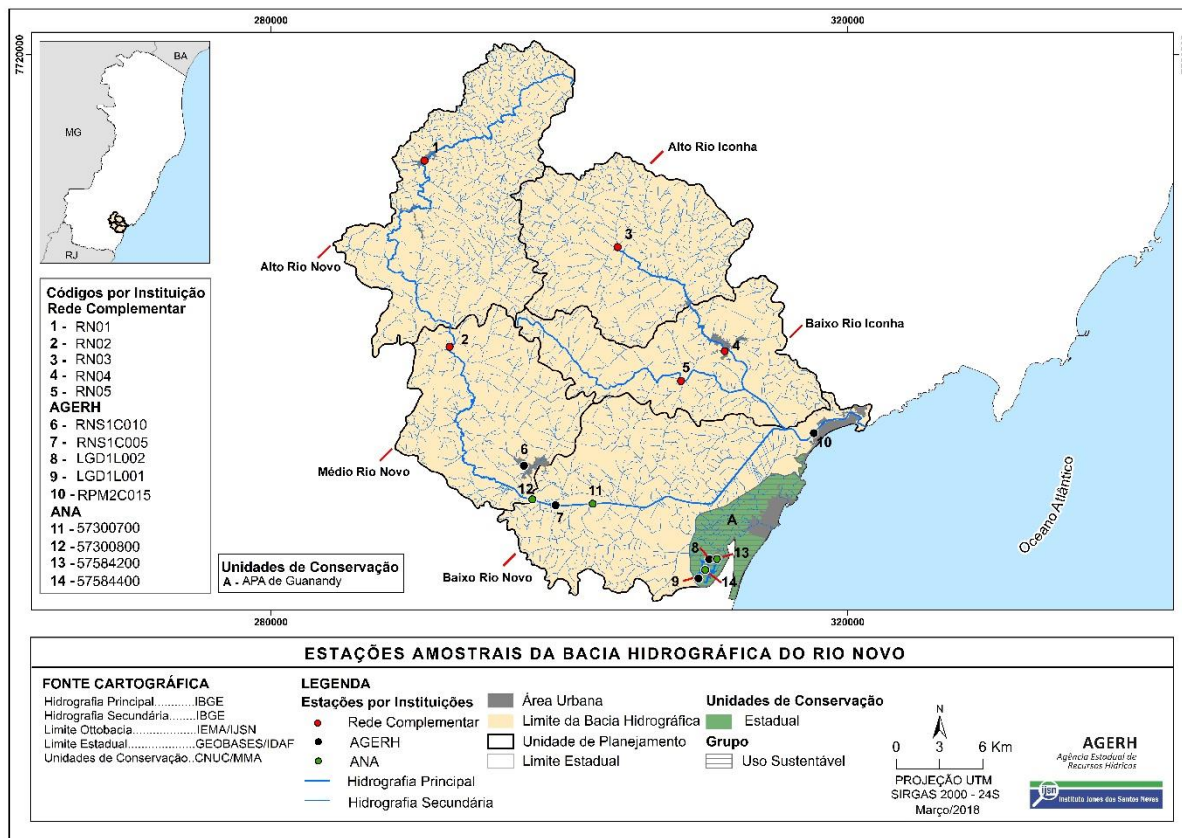 280000
320000
7720000
BA
MG
RJ
Alto Rio Iconha
Alto Rio Novo
Baixo Rio Iconha
Médio Rio Novo
Baixo Rio Novo
Oceano Atlântico
1
2
3
4
5
6
7
8
9
10
11
12
13
14
A
Códigos por Instituição
Rede Complementar
1 - RN01
2 - RN02
3 - RN03
4 - RN04
5 - RN05
AGERH
6 - RNS1C010
7 - RNS1C005
8 - LGD1L002
9 - LGD1L001
10 - RPM2C015
ANA
11 - 57300700
12 - 57300800
13 - 57584200
14 - 57584400
Unidades de Conservação
A - APA de Guanandy
280000
320000
ESTAÇÕES AMOSTRAIS DA BACIA HIDROGRÁFICA DO RIO NOVO
FONTE CARTOGRÁFICA
Hidrografia Principal...........IBGE
Hidrografia Secundária......IBGE
Limite Ottobacia................IEMA/IJSN
Limite Estadual..................GEOBASES/IDAF
Unidades de Conservação..CNUC/MMA
LEGENDA
Estações por Instituições
Rede Complementar
AGERH
ANA
Hidrografia Principal
Hidrografia Secundária
Área Urbana
Limite da Bacia Hidrográfica
Unidade de Planejamento
Limite Estadual
Unidades de Conservação
Estadual
Grupo
Uso Sustentável
N
0 3 6 Km
PROJEÇÃO UTM
SIRGAS 2000 - 24S
Março/2018
AGERH
Agência Estadual de
Recursos Hídricos
ijsn
Instituto Jones dos Santos Neves